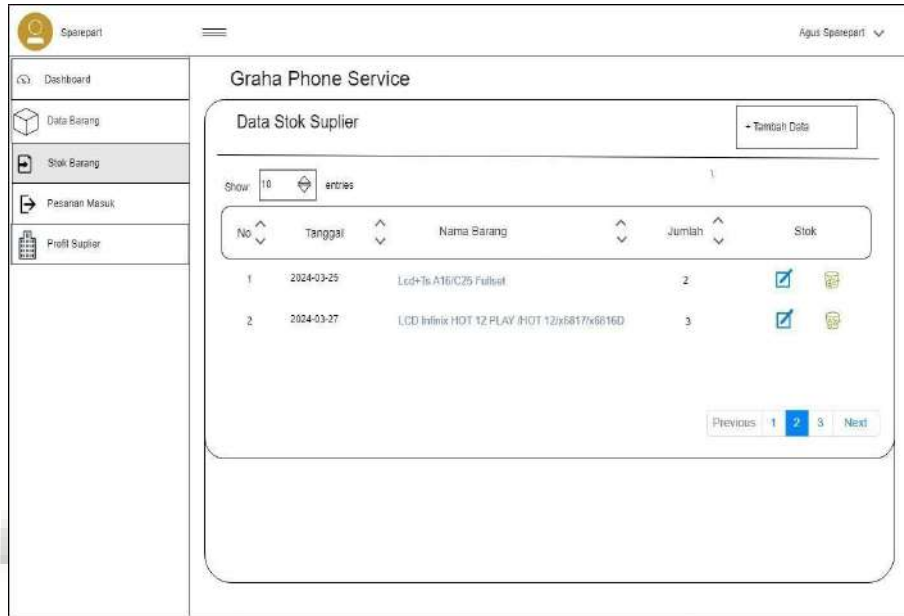 Sparepart
Agus Sparepart
Dashboard
Graha Phone Service
Data Barang
Data Stok Suplier
+ Tambah Data
Stok Barang
Show 10 entries
Pesanan Masuk
No Tanggal Nama Barang Jumlah Stok
Profil Suplier
1 2024-03-25 Lcd+Ts A16/C25 Fullset 2
2 2024-03-27 LCD Infinix HOT 12 PLAY /HOT 12/x6817/x6816D 3
Previous 1 2 3 Next